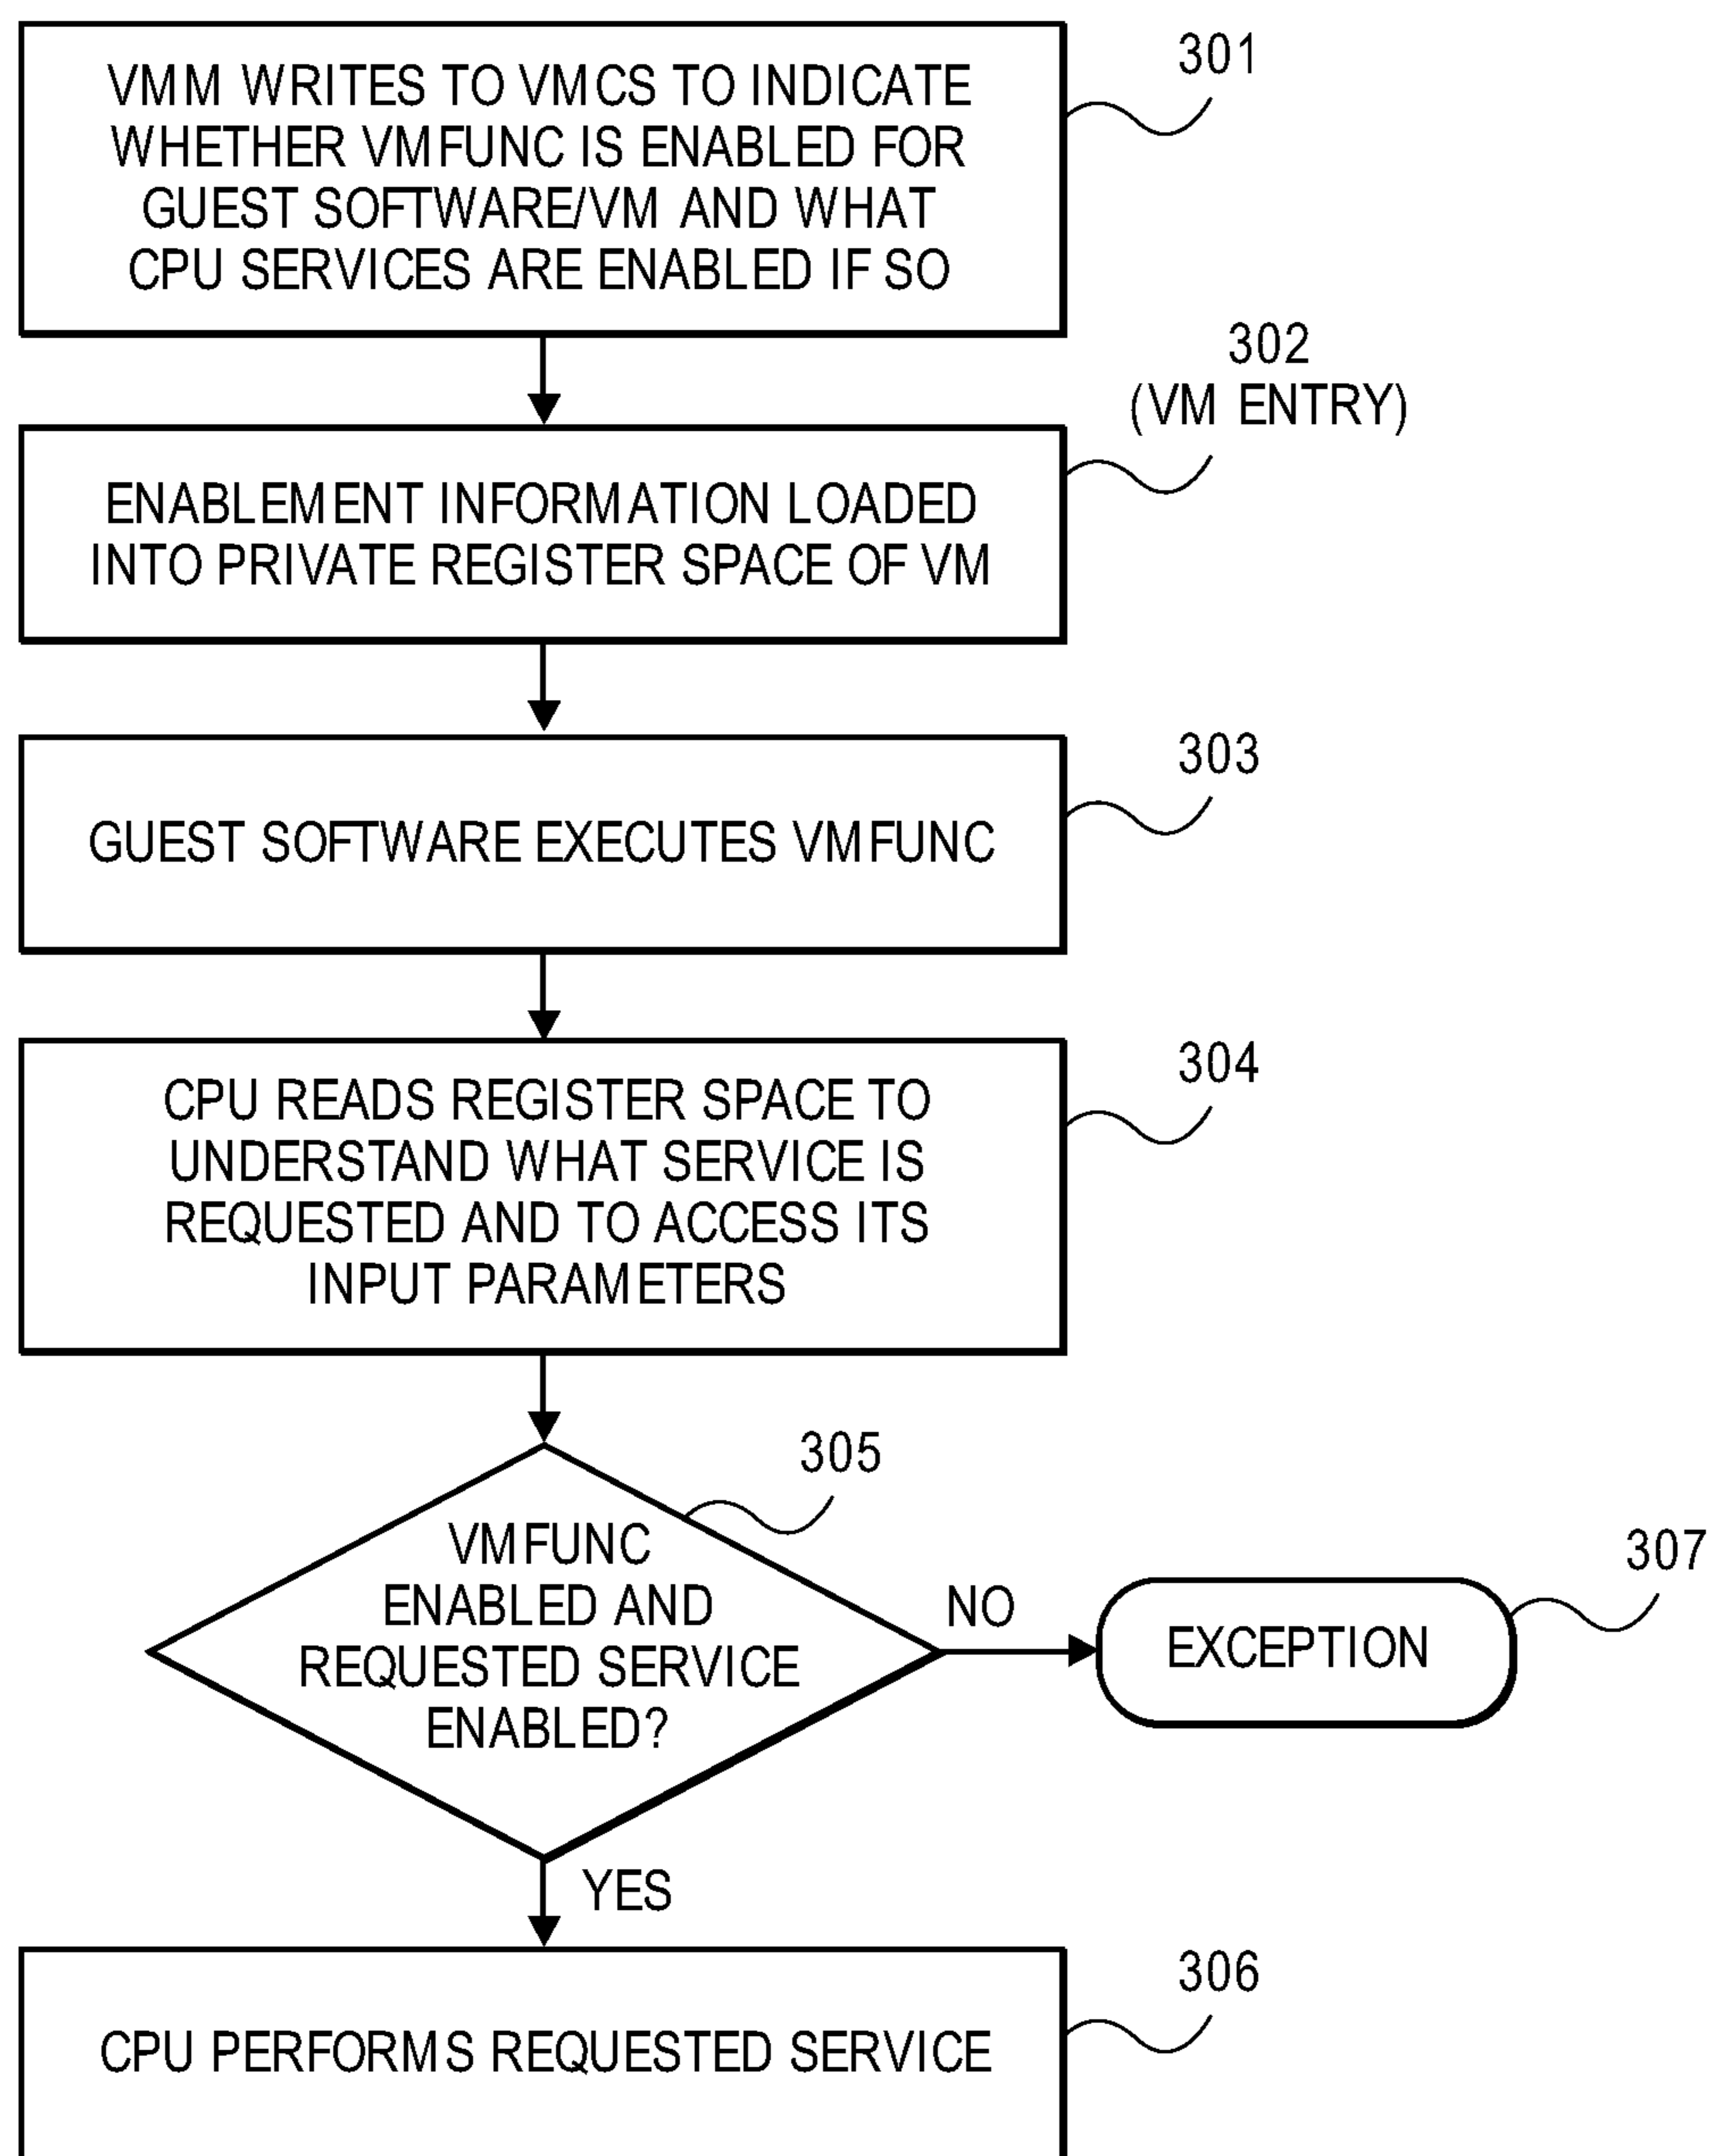 VMM WRITES TO VMCS TO INDICATE
WHETHER VMFUNC IS ENABLED FOR
GUEST SOFTWARE/VM AND WHAT
CPU SERVICES ARE ENABLED IF SO
301
302
(VM ENTRY)
ENABLEMENT INFORMATION LOADED
INTO PRIVATE REGISTER SPACE OF VM
303
GUEST SOFTWARE EXECUTES VMFUNC
304
CPU READS REGISTER SPACE TO
UNDERSTAND WHAT SERVICE IS
REQUESTED AND TO ACCESS ITS
INPUT PARAMETERS
305
VMFUNC
ENABLED AND
REQUESTED SERVICE
ENABLED?
NO
307
EXCEPTION
YES
306
CPU PERFORMS REQUESTED SERVICE